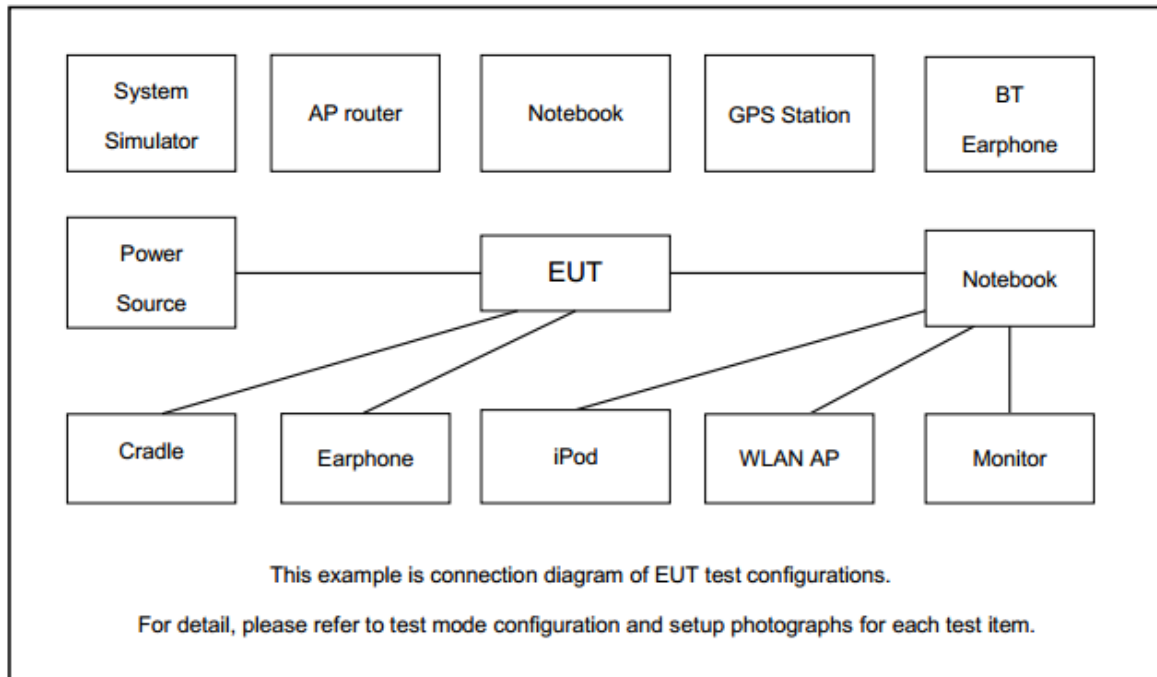 System
Simulator
AP router
Notebook
GPS Station
BT
Earphone
Power
Source
EUT
Notebook
Cradle
Earphone
iPod
WLAN AP
Monitor
This example is connection diagram of EUT test configurations.
For detail, please refer to test mode configuration and setup photographs for each test item.